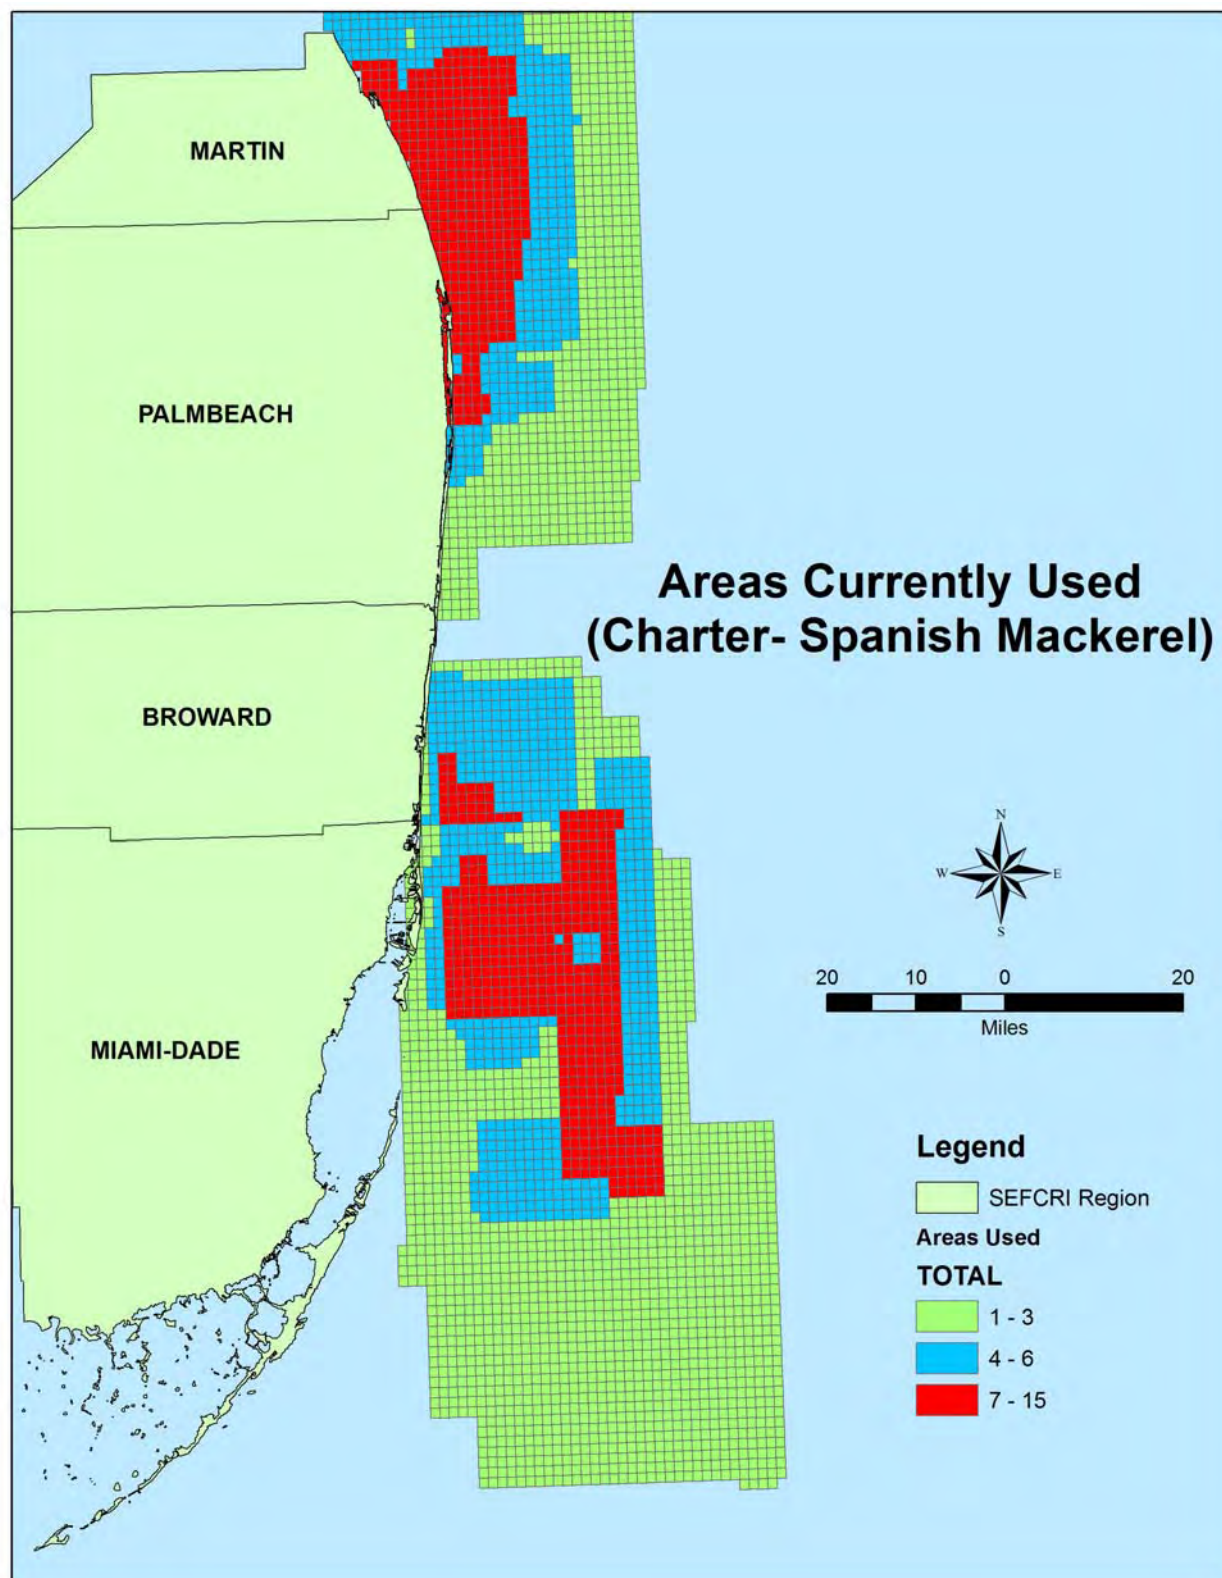 MARTIN
PALMBEACH
Areas Currently Used
(Charter- Spanish Mackerel)
BROWARD
N
W E
S
20 10 0 20
Miles
MIAMI-DADE
Legend
SEFCRI Region
Areas Used
TOTAL
1 - 3
4 - 6
7 - 15